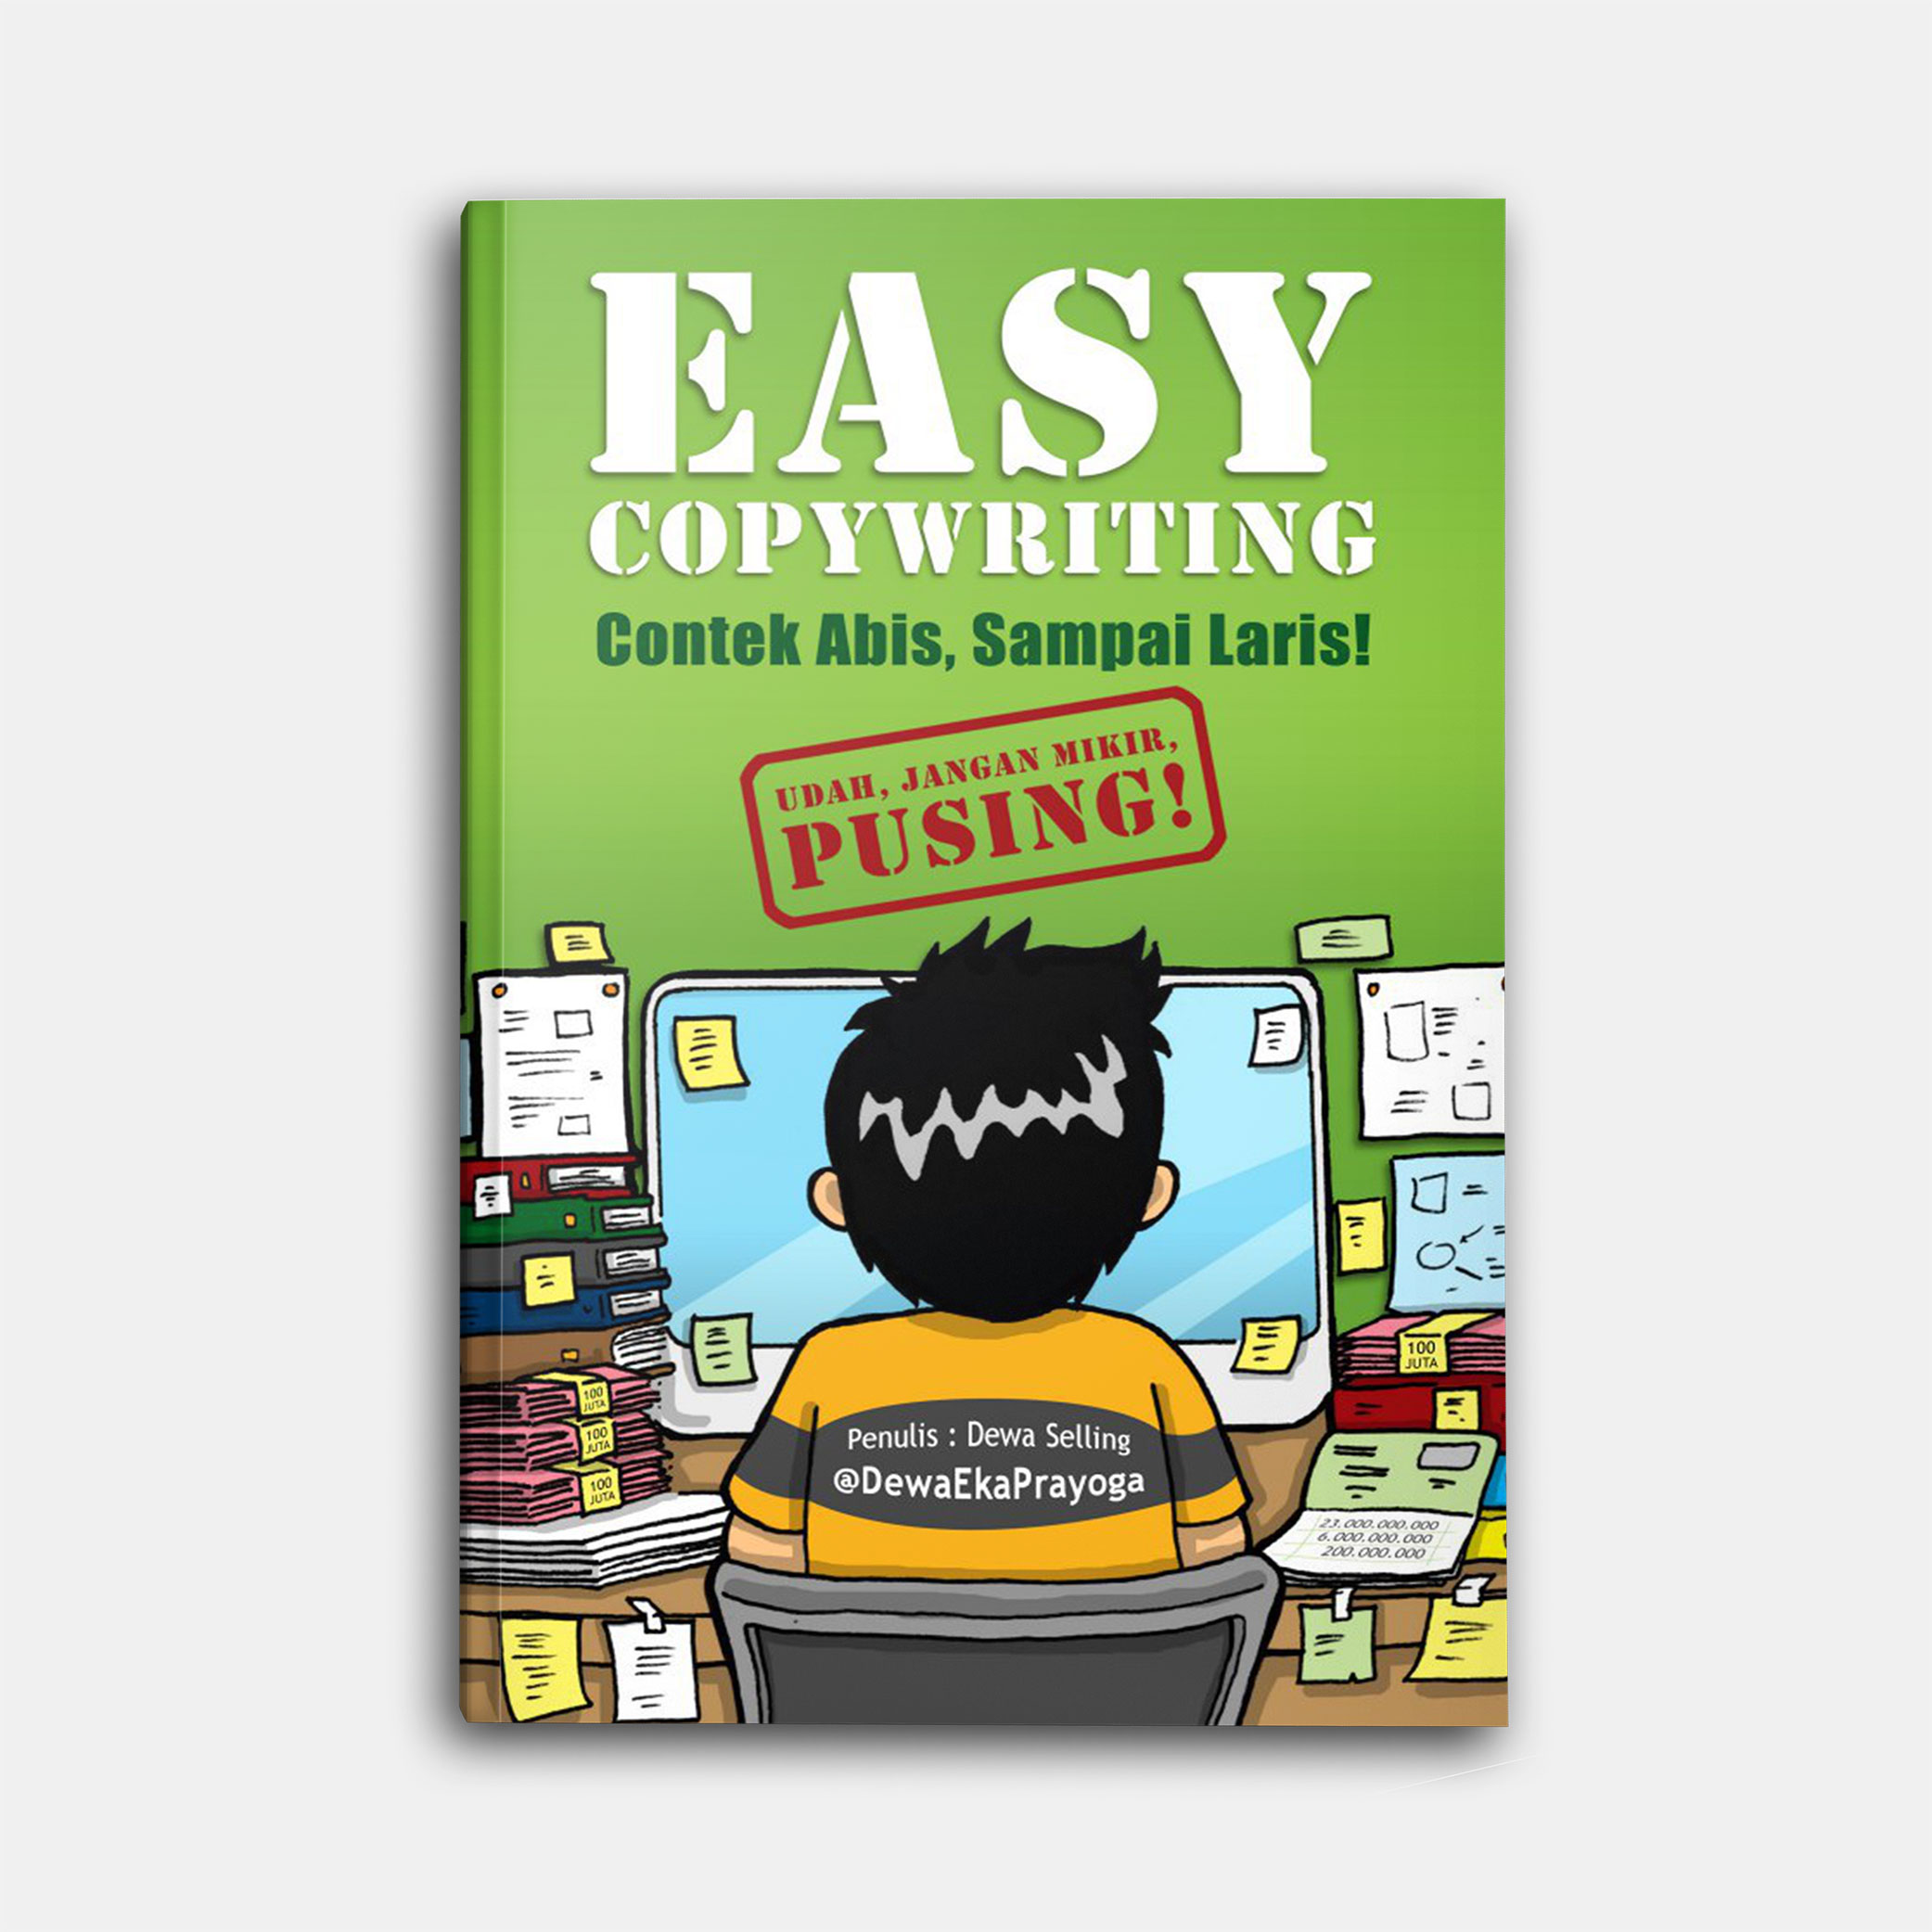 EASY
COPYWRITING
Contek Abis, Sampai Laris!
UDAH, JANGAN MIKIR,
PUSING!
100
JUTA
100
JUTA
100
JUTA
100
JUTA
Penulis : Dewa Selling
@DewaEkaPrayoga
23.000.000.000
6.000.000.000
200.000.000